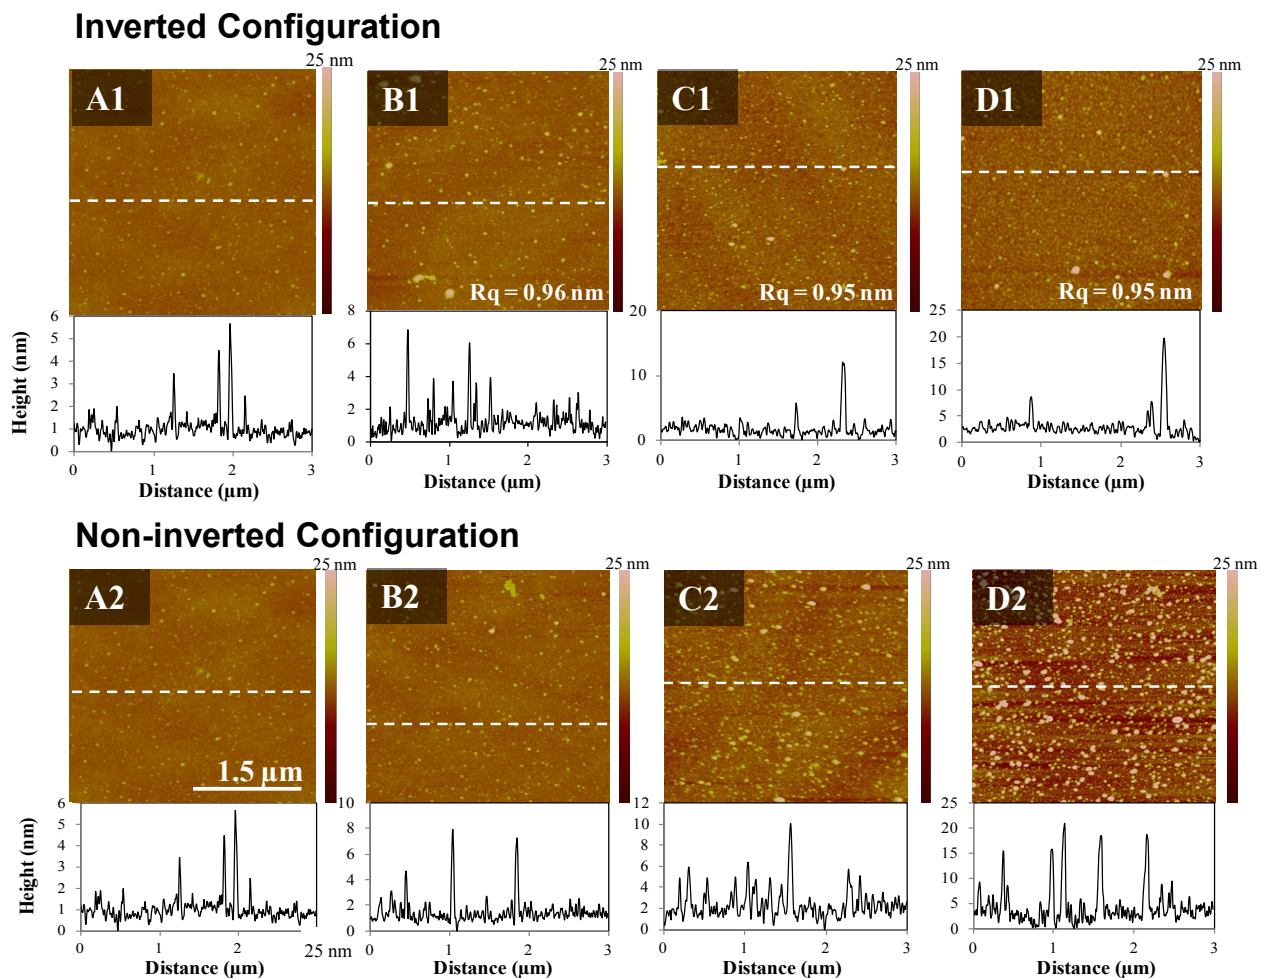 Inverted Configuration
25 nm
25 nm
25 nm
25 nm
A1
B1
C1
D1
Rq = 0.96 nm
Rq = 0.95 nm
Rq = 0.95 nm
Height (nm)
6
5
4
3
2
1
0
0
1
2
3
Distance (µm)
8
6
4
2
0
0
1
2
3
Distance (µm)
20
10
0
0
1
2
3
Distance (µm)
25
20
15
10
5
0
0
1
2
3
Distance (µm)
Non-inverted Configuration
25 nm
25 nm
25 nm
25 nm
A2
B2
C2
D2
1.5 µm
Height (nm)
6
5
4
3
2
1
0
0
2
25 nm
Distance (µm)
10
8
6
4
2
0
0
1
2
3
Distance (µm)
12
10
8
6
4
2
0
0
1
2
3
Distance (µm)
25
20
15
10
5
0
0
1
2
3
Distance (µm)